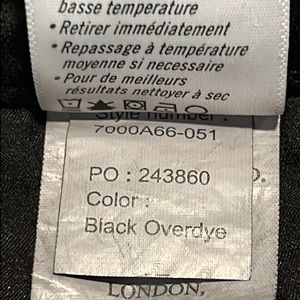 basse temperature
• Retirer immédiatement
• Repassage à température
moyenne si necessaire
• Pour de meilleurs
résultats nettoyer à sec
Style number :
7000A66-051
PO : 243860
Color :
Black Overdye
LONDON,